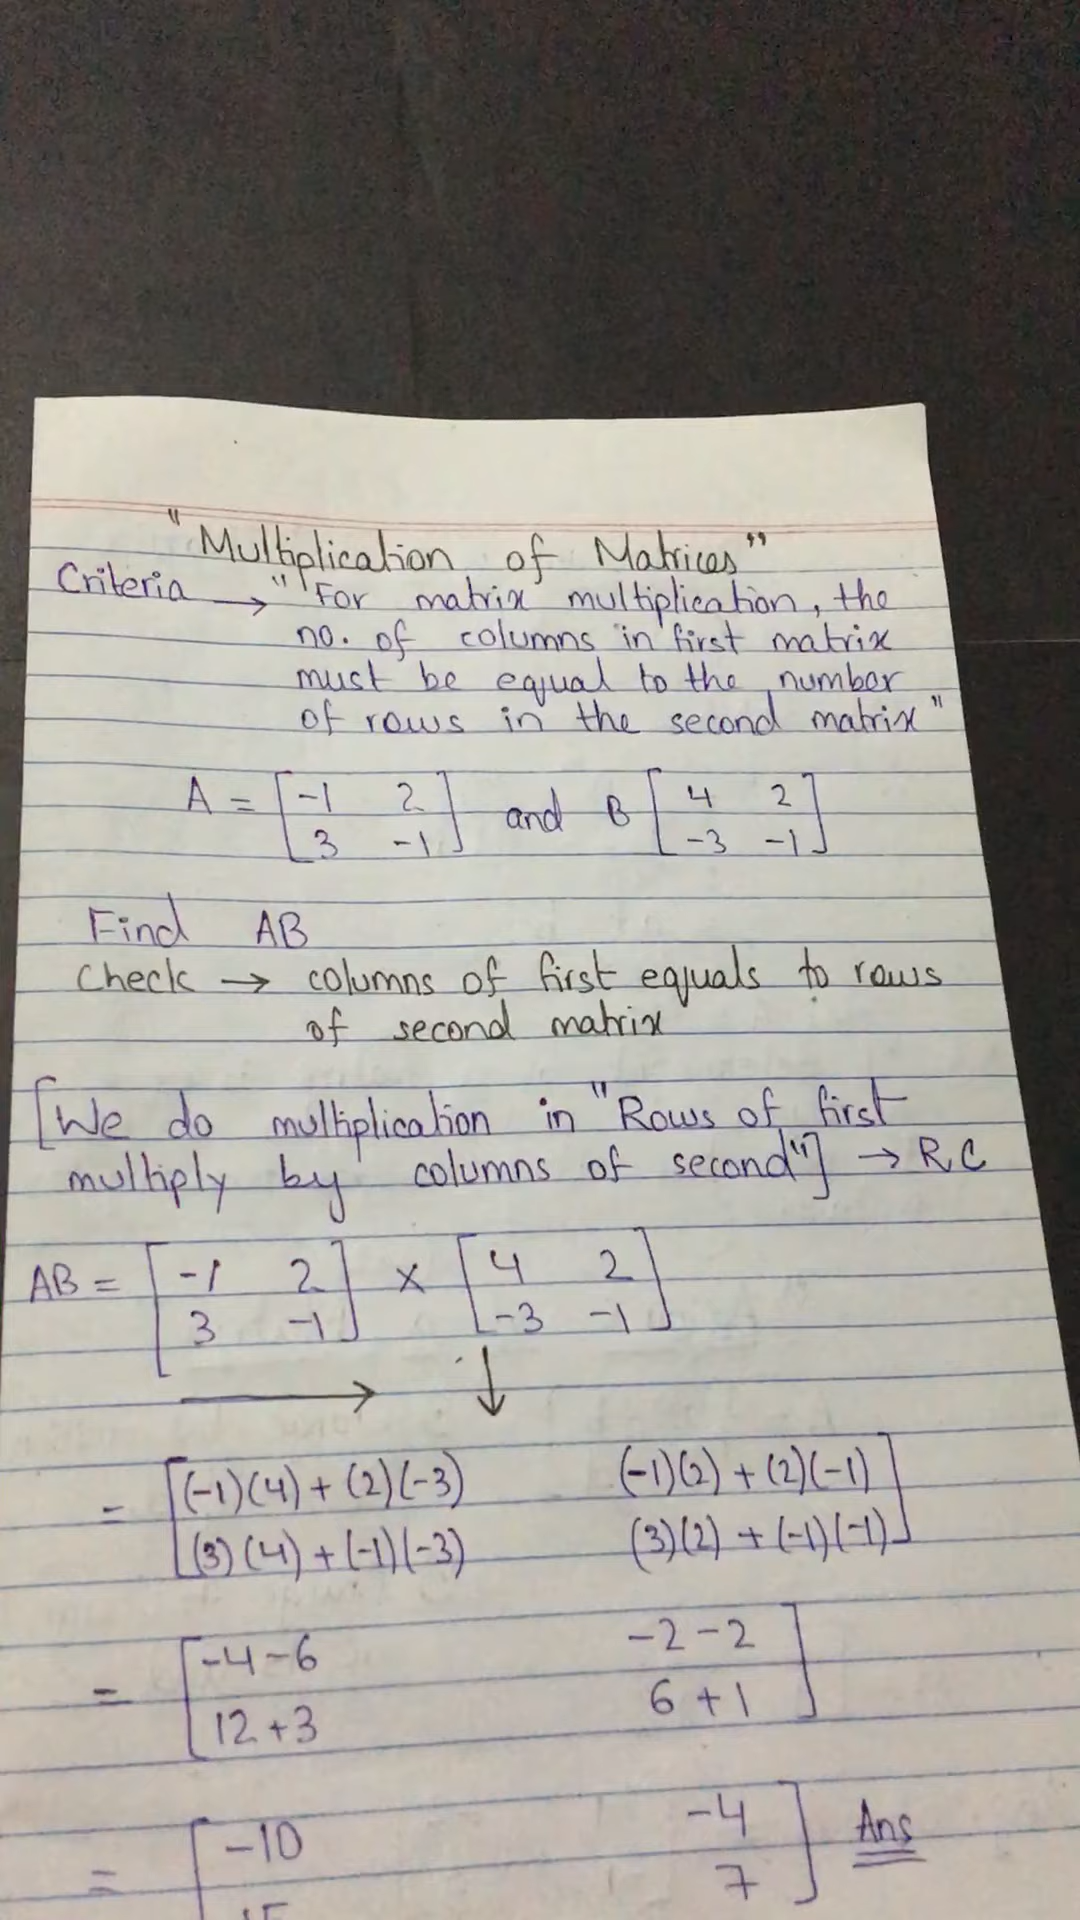 "Multiplication of Matrices"
Criteria → "For matrix multiplication, the
no. of columns in first matrix
must be equal to the number
of rows in the second matrix"
A = [-1 2
3 -1] and B [4 2
-3 -1]
Find AB
Check → columns of first equals to rows
of second matrix
[We do multiplication in "Rows of first
multiply by columns of second"] → RC
AB = [-1 2
3 -1] × [4 2
-3 -1]
→ ↓
= [(-1)(4) + (2)(-3) (-1)(2) + (2)(-1)
(3)(4) + (-1)(-3) (3)(2) + (-1)(-1)]
= [-4-6 -2-2
12+3 6+1]
= [-10 -4
15 7] Ans